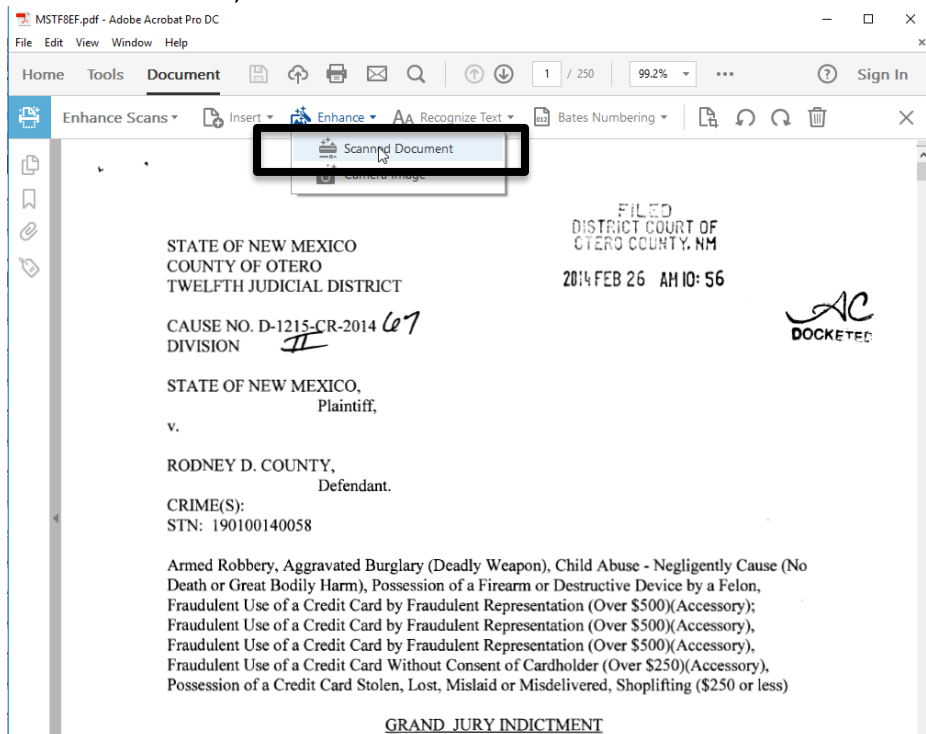 MSTF8EF.pdf - Adobe Acrobat Pro DC
File Edit View Window Help
Home Tools Document 1 / 250 99.2% Sign In
Enhance Scans Insert Enhance Recognize Text Bates Numbering
Scanned Document
Camera Image
FILED
DISTRICT COURT OF
OTERO COUNTY, NM
2014 FEB 26 AM 10: 56
STATE OF NEW MEXICO
COUNTY OF OTERO
TWELFTH JUDICIAL DISTRICT
AC
DOCKETED
CAUSE NO. D-1215-CR-2014 67
DIVISION II
STATE OF NEW MEXICO,
Plaintiff,
v.
RODNEY D. COUNTY,
Defendant.
CRIME(S):
STN: 190100140058
Armed Robbery, Aggravated Burglary (Deadly Weapon), Child Abuse - Negligently Cause (No
Death or Great Bodily Harm), Possession of a Firearm or Destructive Device by a Felon,
Fraudulent Use of a Credit Card by Fraudulent Representation (Over $500)(Accessory);
Fraudulent Use of a Credit Card by Fraudulent Representation (Over $500)(Accessory),
Fraudulent Use of a Credit Card by Fraudulent Representation (Over $500)(Accessory),
Fraudulent Use of a Credit Card Without Consent of Cardholder (Over $250)(Accessory),
Possession of a Credit Card Stolen, Lost, Mislaid or Misdelivered, Shoplifting ($250 or less)
GRAND JURY INDICTMENT